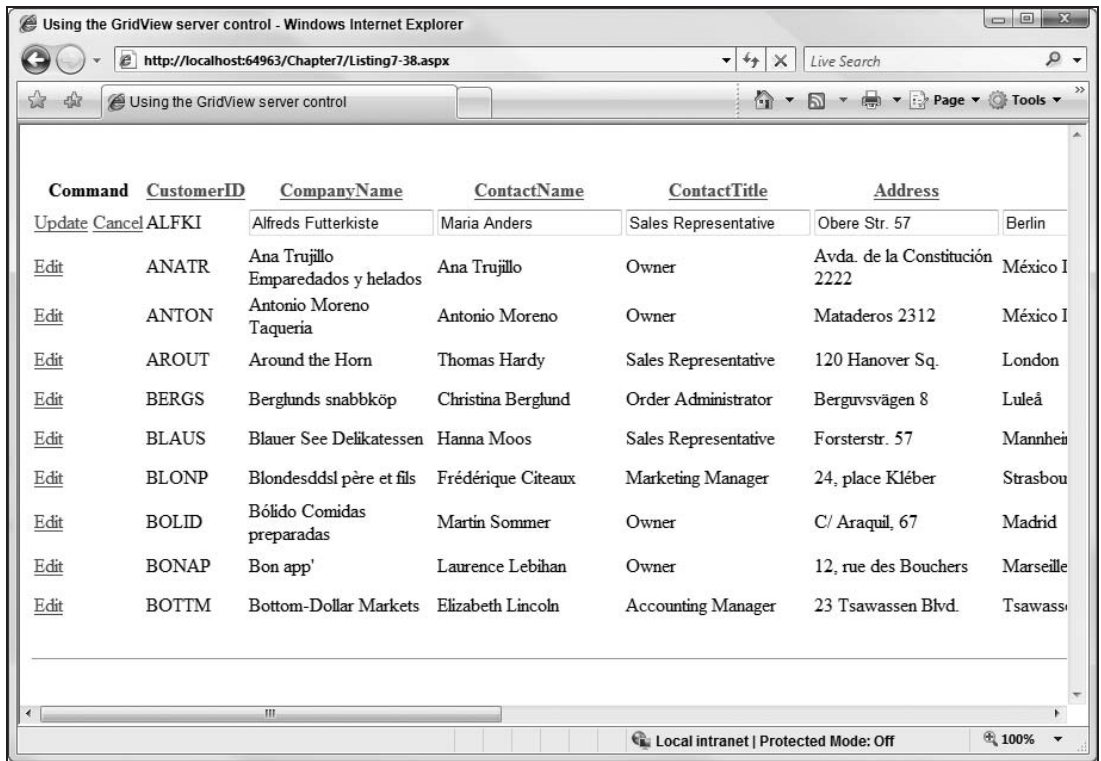 Using the GridView server control - Windows Internet Explorer
http://localhost:64963/Chapter7/Listing7-38.aspx Live Search
Using the GridView server control Page Tools
Command CustomerID CompanyName ContactName ContactTitle Address
Update Cancel ALFKI Alfreds Futterkiste Maria Anders Sales Representative Obere Str. 57 Berlin
Ana Trujillo Avda. de la Constitución
Edit ANATR Emparedados y helados Ana Trujillo Owner 2222 México
Antonio Moreno
Edit ANTON Taqueria Antonio Moreno Owner Mataderos 2312 México
Edit AROUT Around the Horn Thomas Hardy Sales Representative 120 Hanover Sq. London
Edit BERGS Berglunds snabbköp Christina Berglund Order Administrator Berguvsvägen 8 Luleå
Edit BLAUS Blauer See Delikatessen Hanna Moos Sales Representative Forsterstr. 57 Mannhei
Edit BLONP Blondesddsl père et fils Frédérique Citeaux Marketing Manager 24, place Kléber Strasbou
Bólido Comidas
Edit BOLID preparadas Martin Sommer Owner C/ Araquil, 67 Madrid
Edit BONAP Bon app' Laurence Lebihan Owner 12, rue des Bouchers Marseille
Edit BOTTM Bottom-Dollar Markets Elizabeth Lincoln Accounting Manager 23 Tsawassen Blvd. Tsawass
Local intranet | Protected Mode: Off 100%